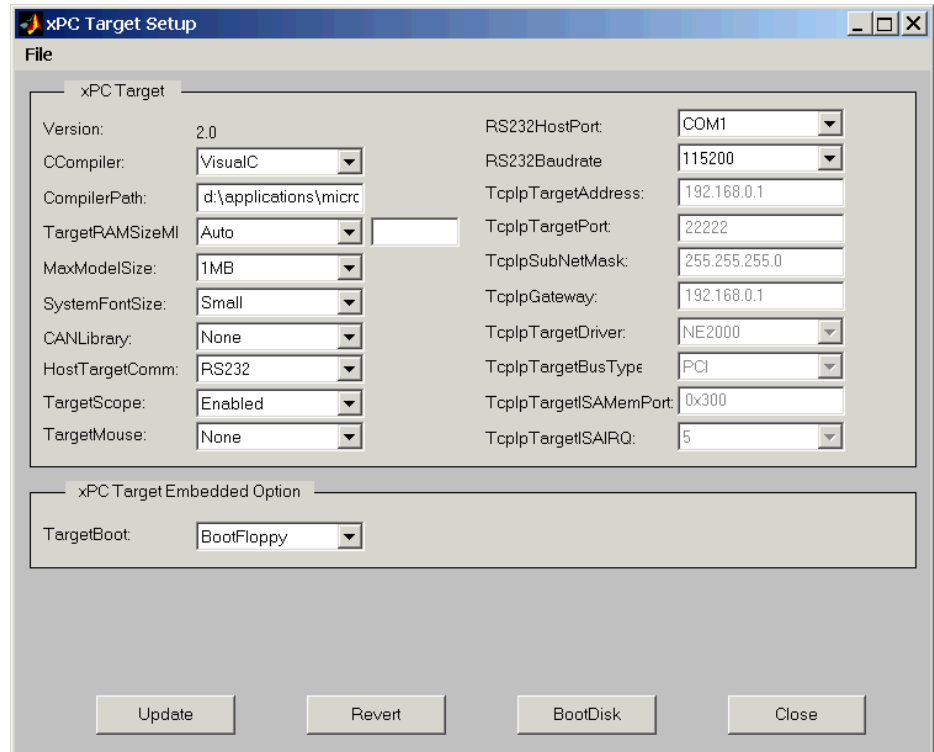 xPC Target Setup
File
xPC Target
Version: 2.0
CCompiler: VisualC
CompilerPath: d:\applications\micrc
TargetRAMSizeMI Auto
MaxModelSize: 1MB
SystemFontSize: Small
CANLibrary: None
HostTargetComm: RS232
TargetScope: Enabled
TargetMouse: None
RS232HostPort: COM1
RS232Baudrate 115200
TcpIpTargetAddress: 192.168.0.1
TcpIpTargetPort: 22222
TcpIpSubNetMask: 255.255.255.0
TcpIpGateway: 192.168.0.1
TcpIpTargetDriver: NE2000
TcpIpTargetBusType PCI
TcpIpTargetISAMemPort: 0x300
TcpIpTargetISAIRQ: 5
xPC Target Embedded Option
TargetBoot: BootFloppy
Update Revert BootDisk Close